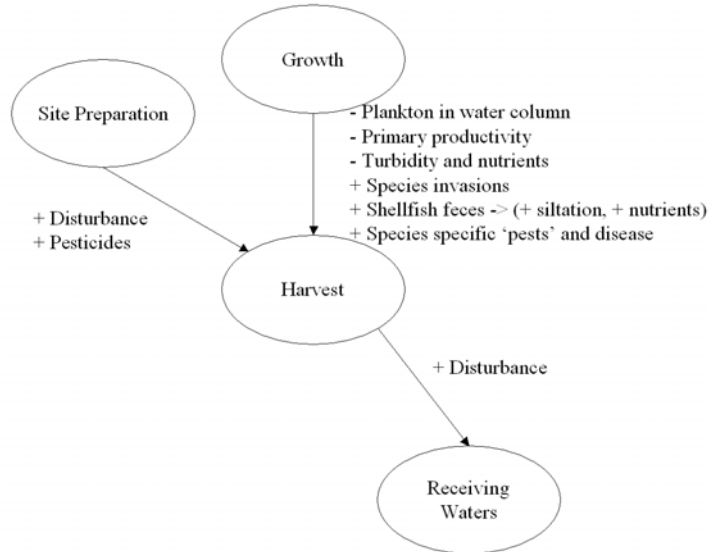 Growth
Site Preparation
- Plankton in water column
- Primary productivity
- Turbidity and nutrients
+ Species invasions
+ Shellfish feces -> (+ siltation, + nutrients)
+ Species specific ‘pests’ and disease
+ Disturbance
+ Pesticides
Harvest
+ Disturbance
Receiving
Waters